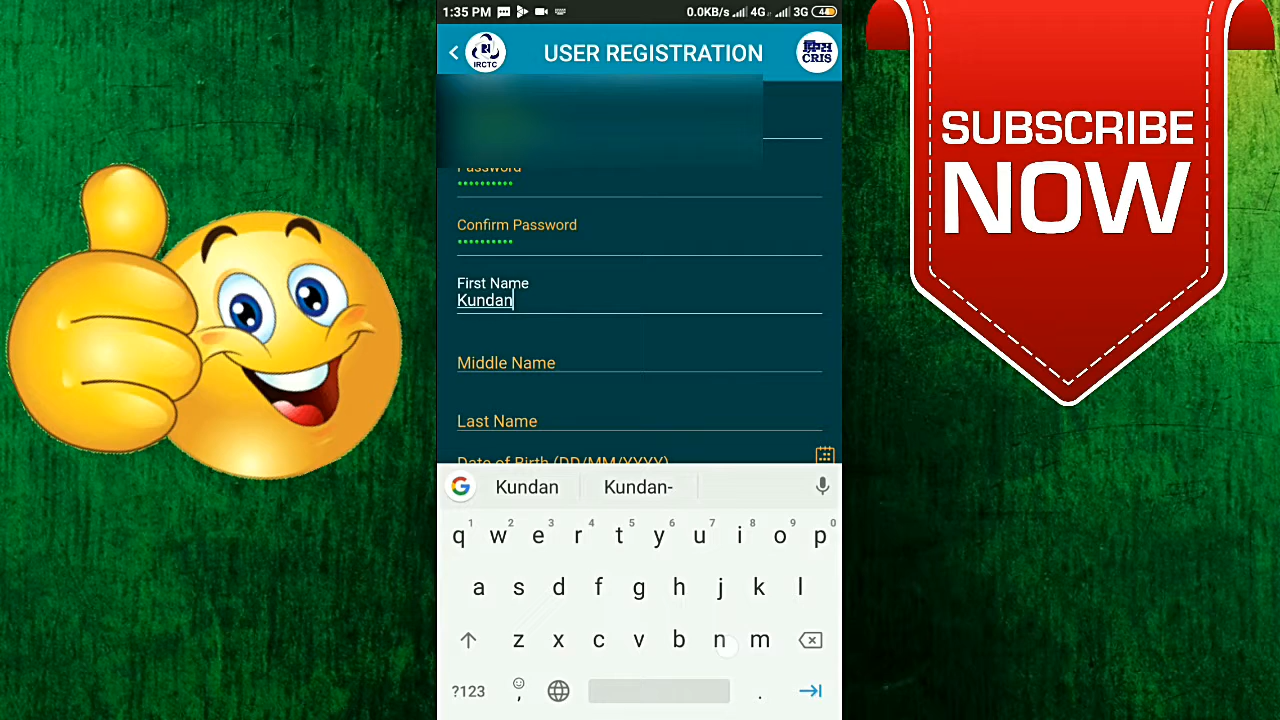 1:35 PM 0.0KB/s 4G 3G 44
IRCTC
USER REGISTRATION
क्रिस
CRIS
Password
••••••••••
Confirm Password
••••••••••
First Name
Kundan
Middle Name
Last Name
Date of Birth (DD/MM/YYYY)
G Kundan Kundan-
1 2 3 4 5 6 7 8 9 0
q w e r t y u i o p
a s d f g h j k l
z x c v b n m
?123 , .
SUBSCRIBE
NOW